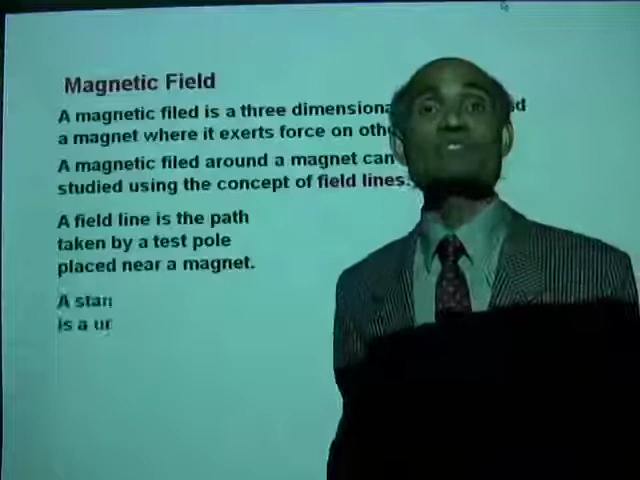 Magnetic Field
A magnetic filed is a three dimensiona
a magnet where it exerts force on oth
A magnetic filed around a magnet can
studied using the concept of field lines.
A field line is the path
taken by a test pole
placed near a magnet.
A stan
is a